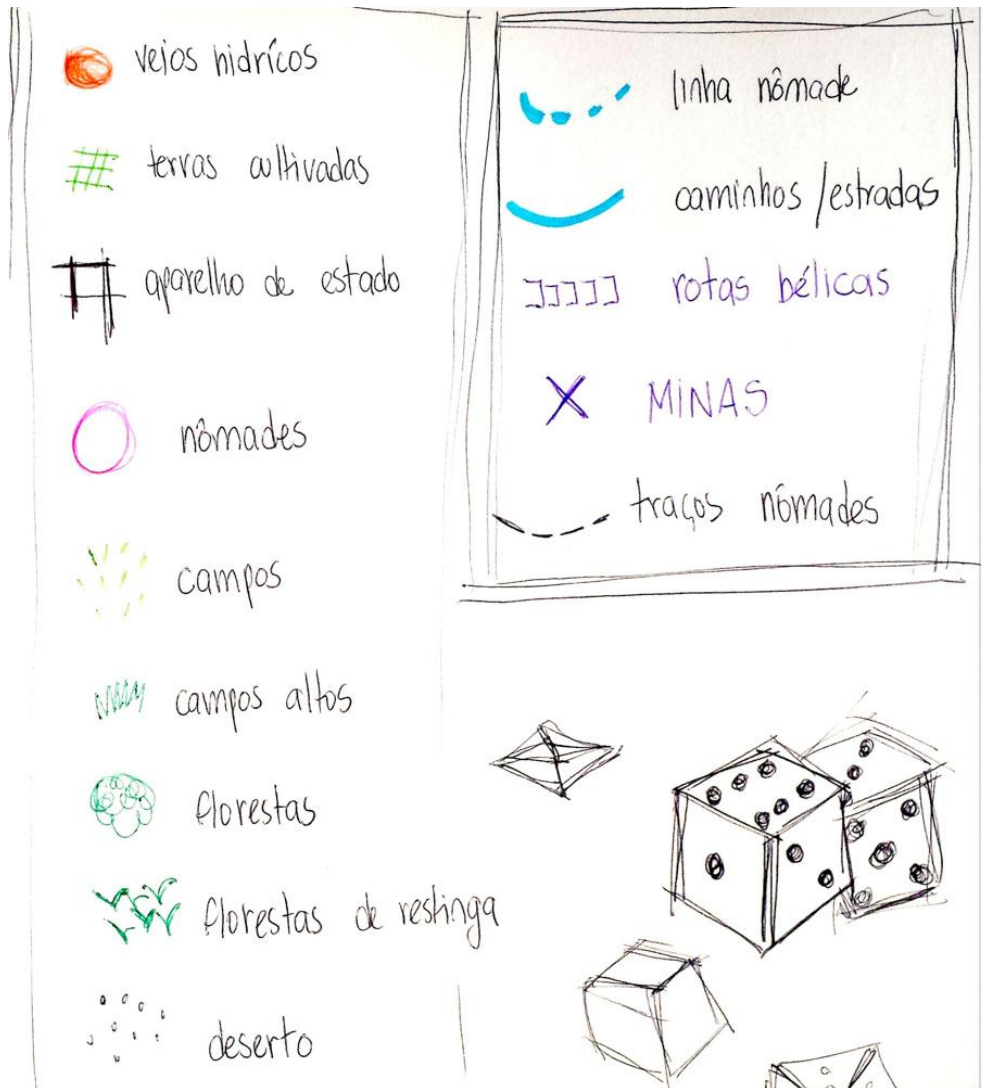 veios hidrícos
terras cultivadas
aparelho de estado
nômades
campos
campos altos
florestas
florestas de restinga
deserto
linha nômade
caminhos/estradas
rotas bélicas
MINAS
traços nômades